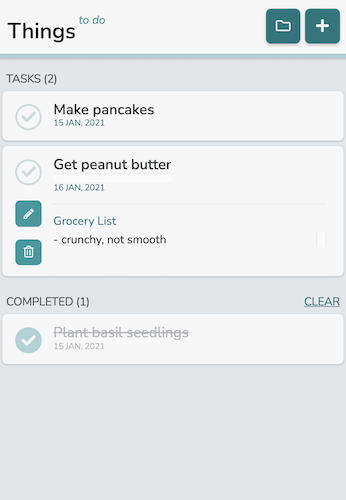 Things to do
TASKS (2)
Make pancakes
15 JAN, 2021
Get peanut butter
16 JAN, 2021
Grocery List
- crunchy, not smooth
COMPLETED (1) CLEAR
Plant basil seedlings
15 JAN, 2021